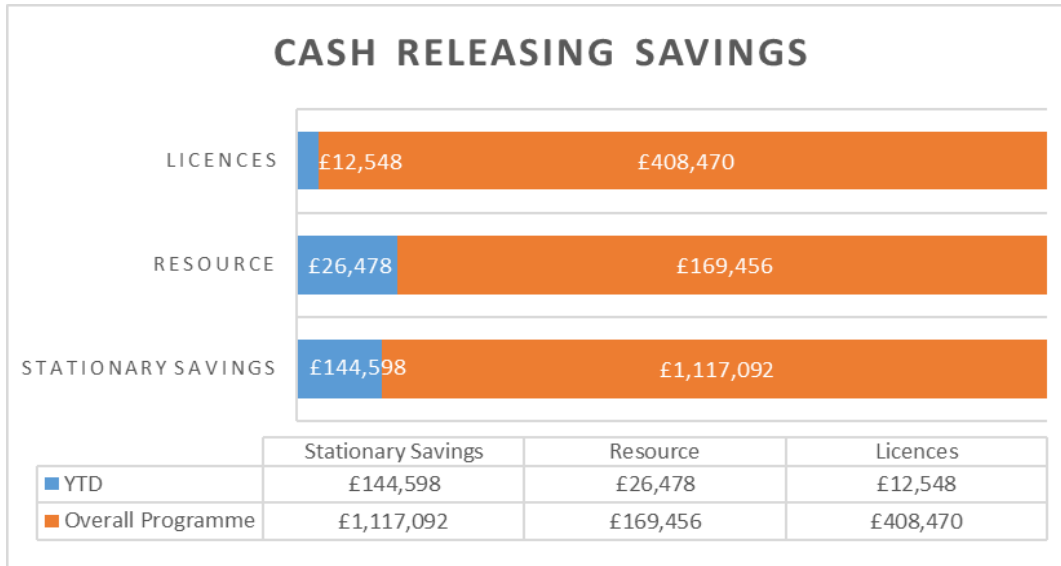 CASH RELEASING SAVINGS
LICENCES £12,548 £408,470
RESOURCE £26,478 £169,456
STATIONARY SAVINGS £144,598 £1,117,092
Stationary Savings Resource Licences
YTD £144,598 £26,478 £12,548
Overall Programme £1,117,092 £169,456 £408,470